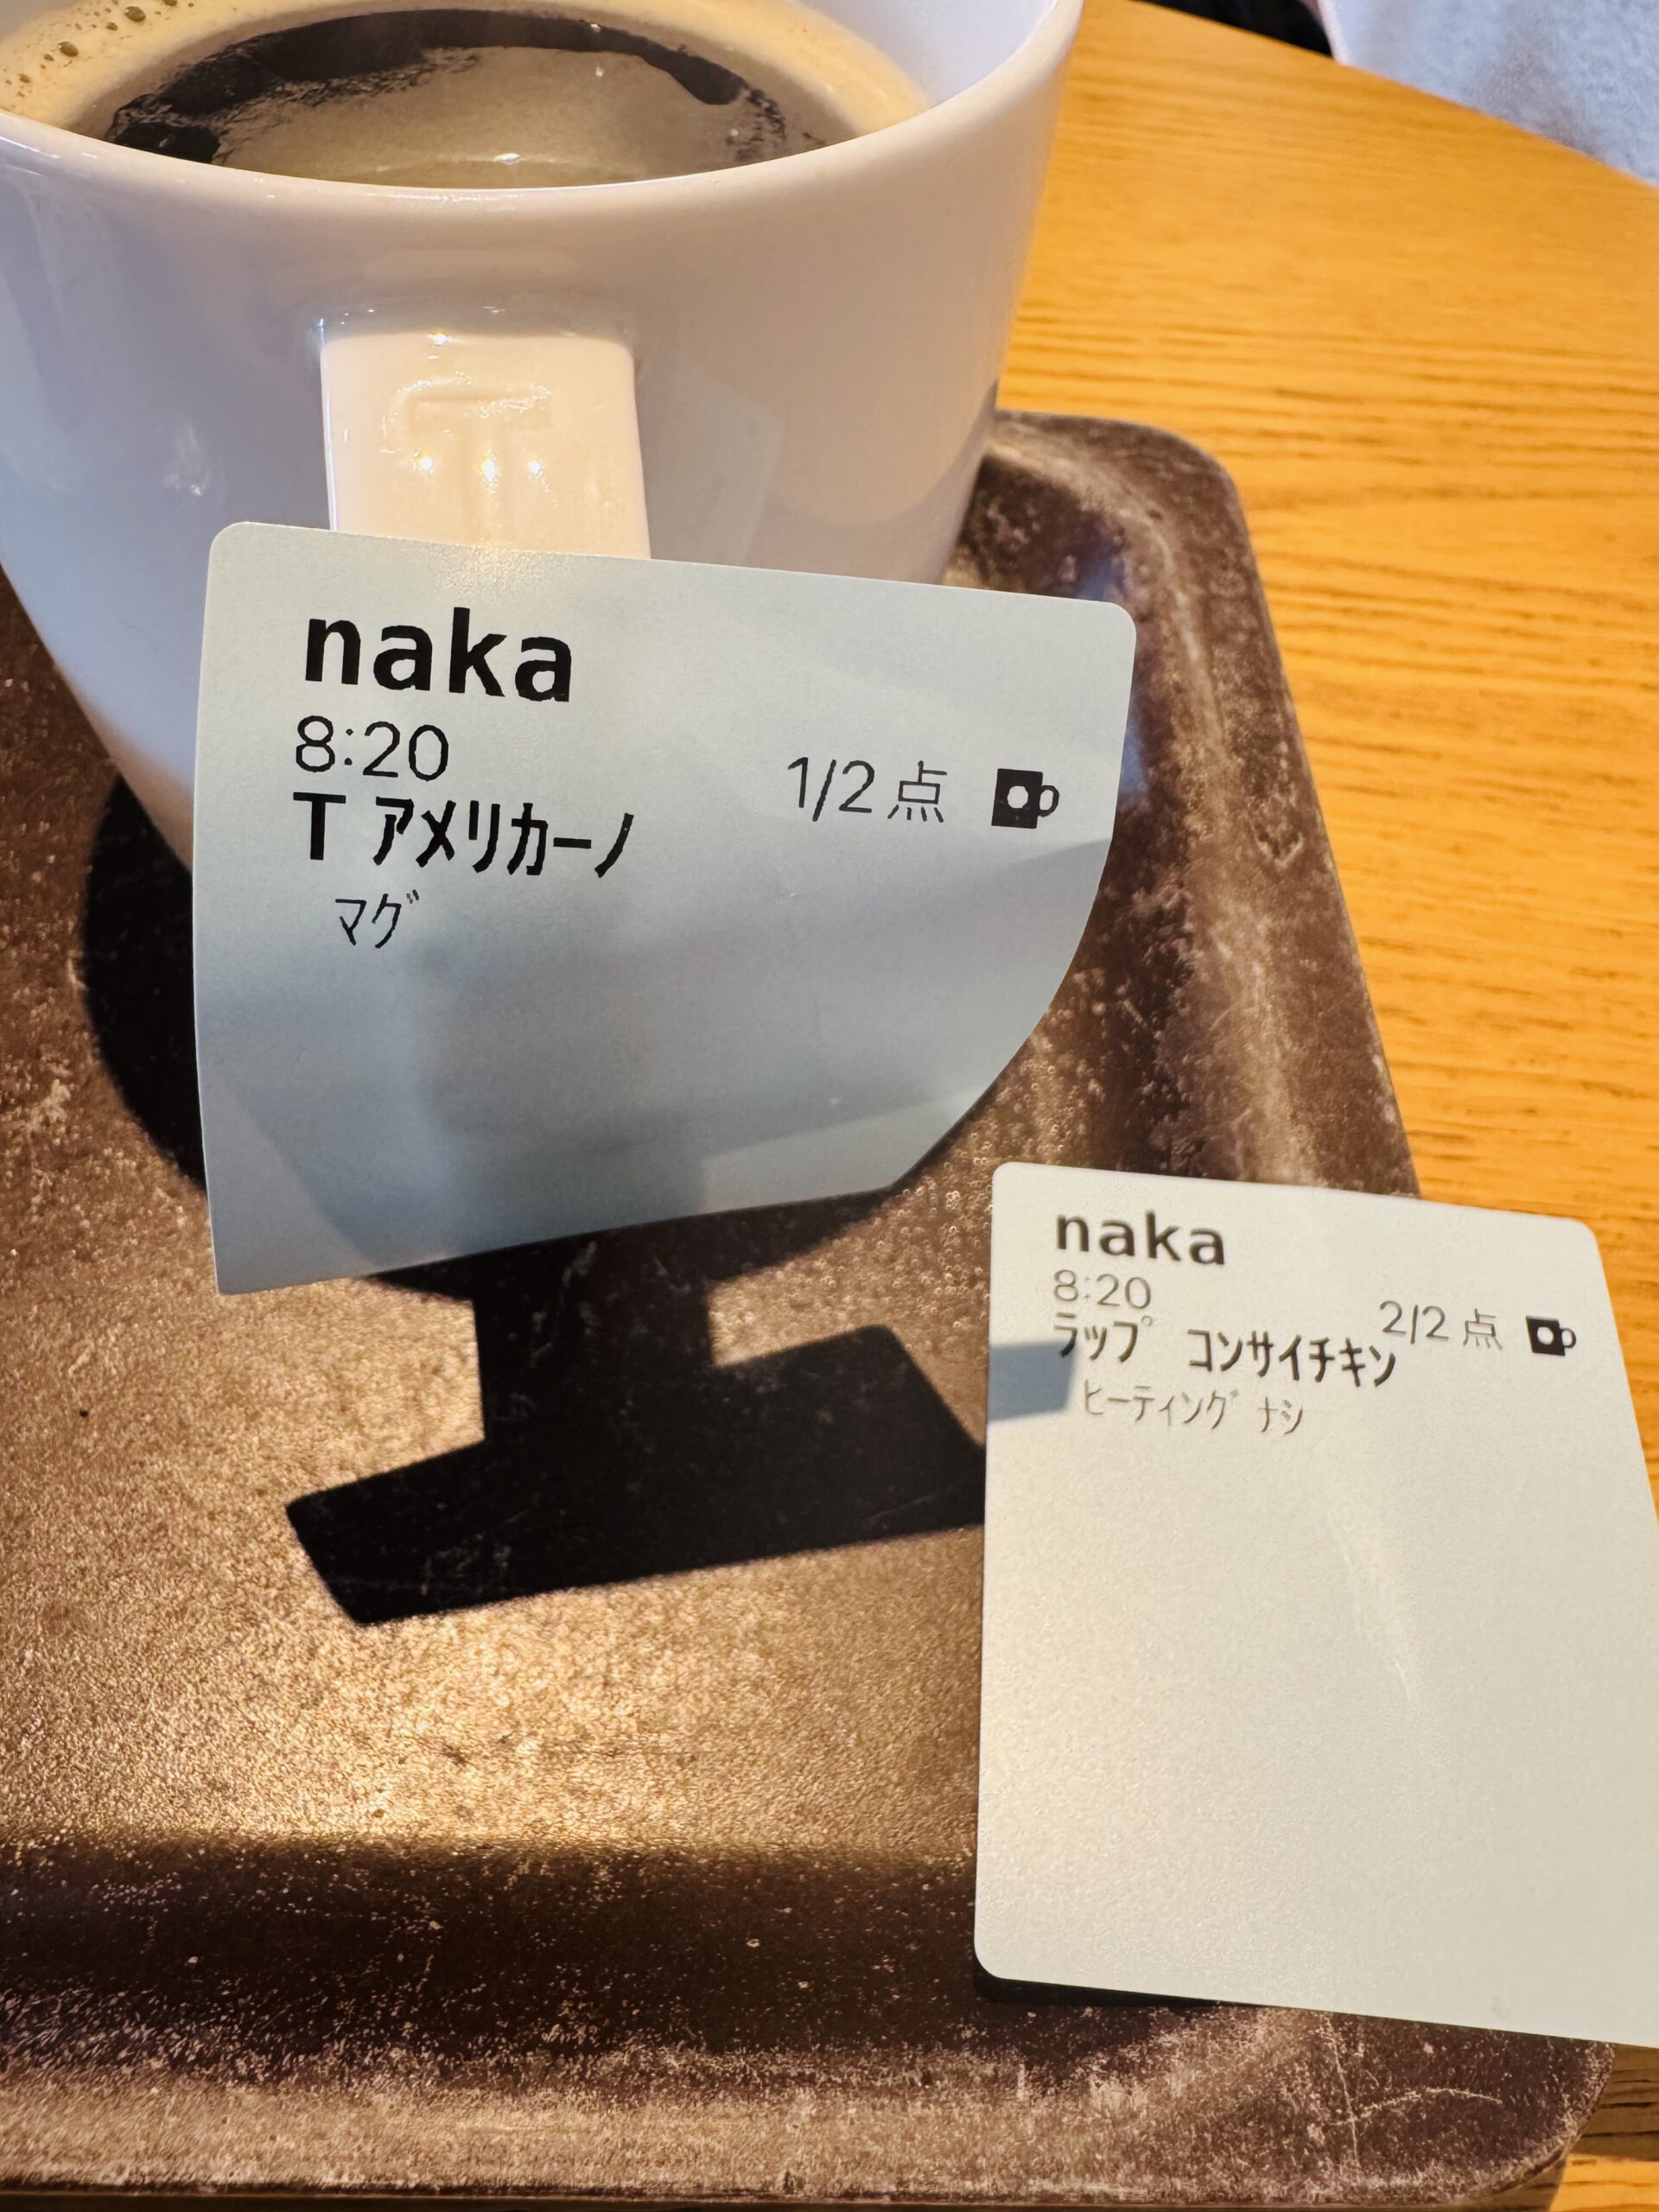 T
naka
8:20
1/2 点
T ｱﾒﾘｶｰﾉ
ﾏｸﾞ
naka
8:20
2/2 点
ﾗｯﾌﾟ ｺﾝｻｲﾁｷﾝ
ﾋｰﾃｨﾝｸﾞ ﾅｼ